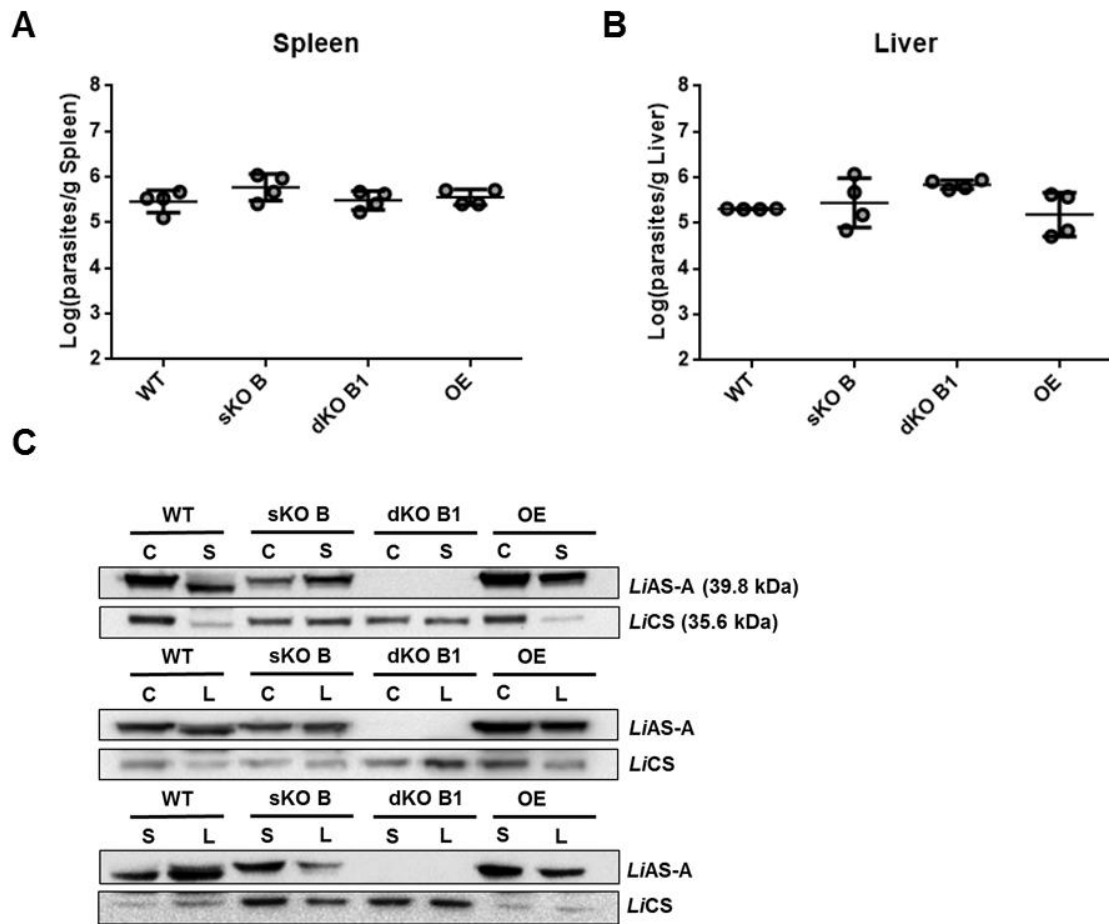 A
Spleen
Log(parasites/g Spleen)
8
7
6
5
4
3
2
WT
sKO B
dKO B1
OE
B
Liver
Log(parasites/g Liver)
8
7
6
5
4
3
2
WT
sKO B
dKO B1
OE
C
WT sKO B dKO B1 OE
C S C S C S C S
LiAS-A (39.8 kDa)
LiCS (35.6 kDa)
WT sKO B dKO B1 OE
C L C L C L C L
LiAS-A
LiCS
WT sKO B dKO B1 OE
S L S L S L S L
LiAS-A
LiCS